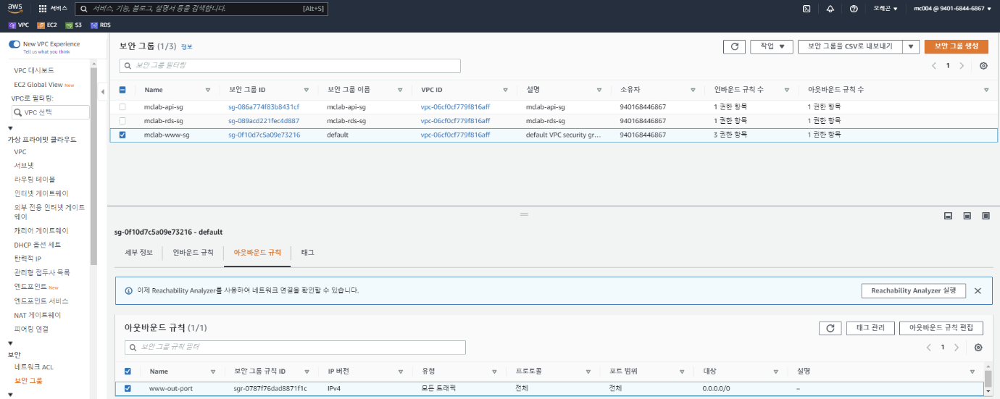 aws 서비스 서비스, 기능, 블로그, 설명서 등을 검색합니다. [Alt+S] 오레곤 ▼ mc004 @ 9401-6844-6867 ▼
VPC EC2 S3 RDS
New VPC Experience
Tell us what you think
VPC 대시보드
EC2 Global View New
VPC로 필터링:
VPC 선택
▼
가상 프라이빗 클라우드
VPC
서브넷
라우팅 테이블
인터넷 게이트웨이
외부 전용 인터넷 게이트
웨이
캐리어 게이트웨이
DHCP 옵션 세트
탄력적 IP
관리형 접두사 목록
엔드포인트 New
엔드포인트 서비스
NAT 게이트웨이
피어링 연결
▼
보안
네트워크 ACL
보안 그룹
▼
보안 그룹 (1/3) 정보
작업 ▼ 보안 그룹을 CSV로 내보내기 ▼ 보안 그룹 생성
보안 그룹 필터링
1
Name 보안 그룹 ID 보안 그룹 이름 VPC ID 설명 소유자 인바운드 규칙 수 아웃바운드 규칙 수
mclab-api-sg sg-086a774f83b8431cf mclab-api-sg vpc-06cf0cf779f816aff mclab-api-sg 940168446867 1 권한 항목 1 권한 항목
mclab-rds-sg sg-089acd221fec4d887 mclab-rds-sg vpc-06cf0cf779f816aff mclab-rds-sg 940168446867 1 권한 항목 1 권한 항목
mclab-www-sg sg-0f10d7c5a09e73216 default vpc-06cf0cf779f816aff default VPC security gr... 940168446867 3 권한 항목 1 권한 항목
sg-0f10d7c5a09e73216 - default
세부 정보 인바운드 규칙 아웃바운드 규칙 태그
이제 Reachability Analyzer를 사용하여 네트워크 연결을 확인할 수 있습니다. Reachability Analyzer 실행
아웃바운드 규칙 (1/1) 태그 관리 아웃바운드 규칙 편집
보안 그룹 규칙 필터
1
Name 보안 그룹 규칙 ID IP 버전 유형 프로토콜 포트 범위 대상 설명
www-out-port sgr-0787f76dad8871f1c IPv4 모든 트래픽 전체 전체 0.0.0.0/0 –